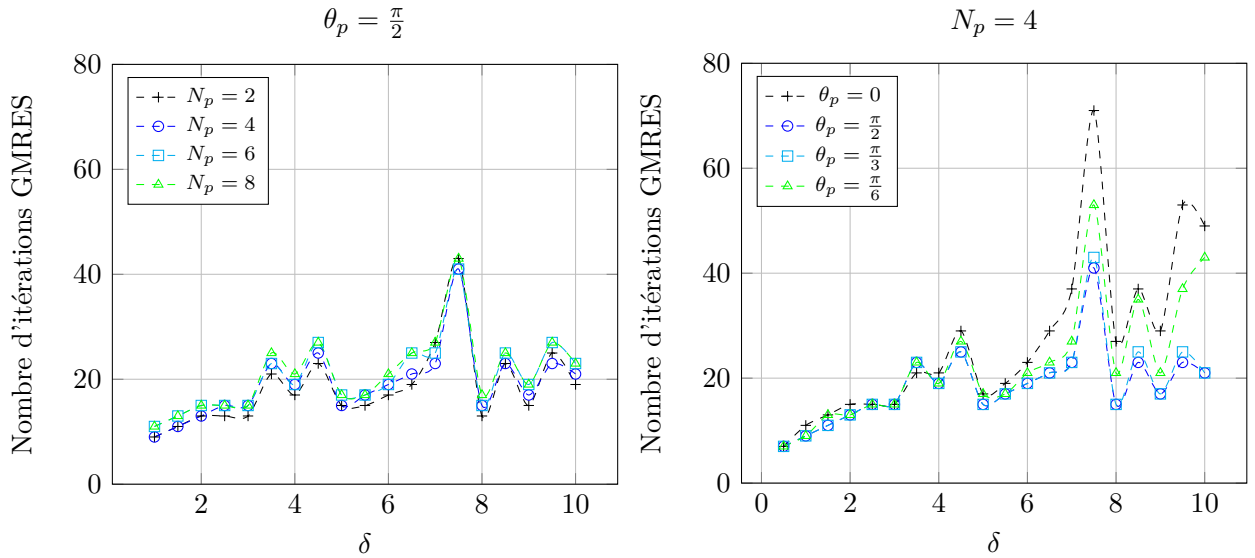 θ_p = π/2
Nombre d'itérations GMRES
80
60
40
20
0
N_p = 2
N_p = 4
N_p = 6
N_p = 8
2 4 6 8 10
δ
N_p = 4
Nombre d'itérations GMRES
80
60
40
20
0
θ_p = 0
θ_p = π/2
θ_p = π/3
θ_p = π/6
0 2 4 6 8 10
δ